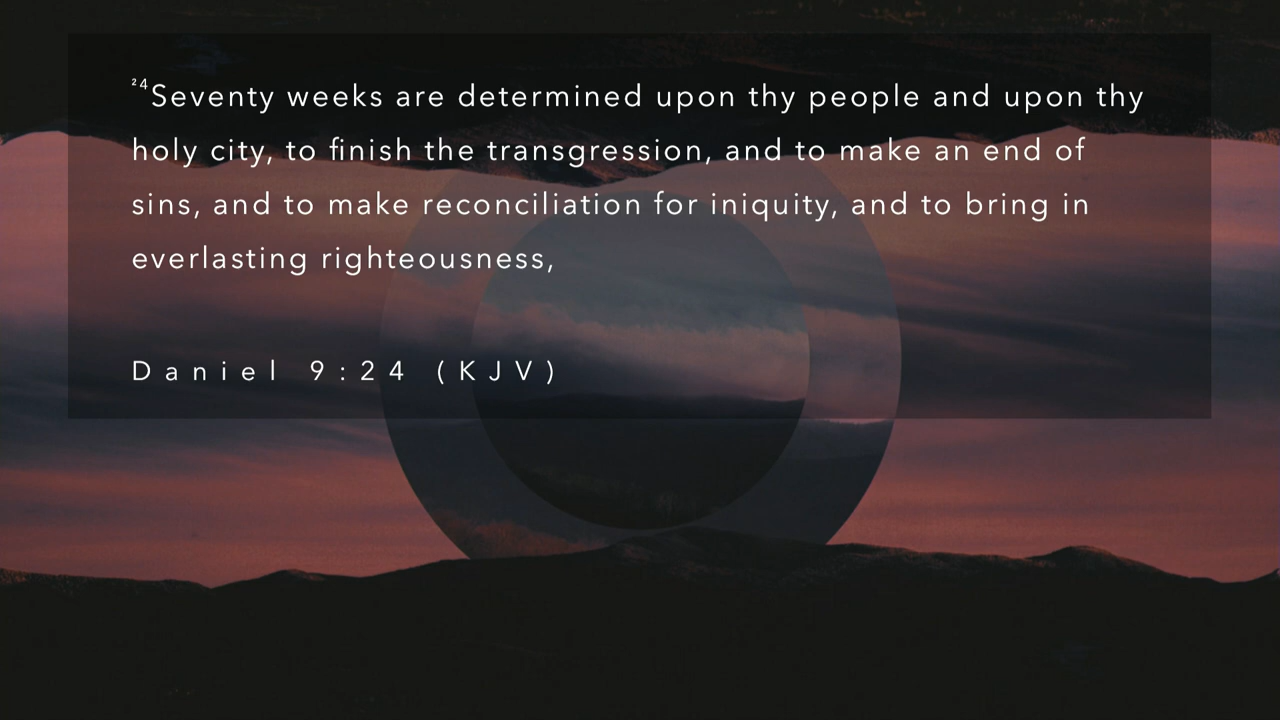 ²⁴Seventy weeks are determined upon thy people and upon thy
holy city, to finish the transgression, and to make an end of
sins, and to make reconciliation for iniquity, and to bring in
everlasting righteousness,
Daniel 9:24 (KJV)